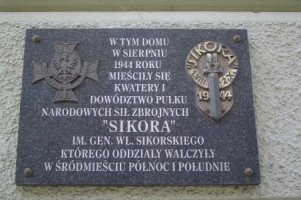 W TYM DOMU
W SIERPNIU
1944 ROKU
MIEŚCIŁY SIĘ
KWATERY I
DOWÓDZTWO PUŁKU
NARODOWYCH SIŁ ZBROJNYCH
"SIKORA"
IM. GEN. WŁ. SIKORSKIEGO
KTÓREGO ODDZIAŁY WALCZYŁY
W ŚRÓDMIEŚCIU PÓŁNOC I POŁUDNIE
SIKORA
19 44